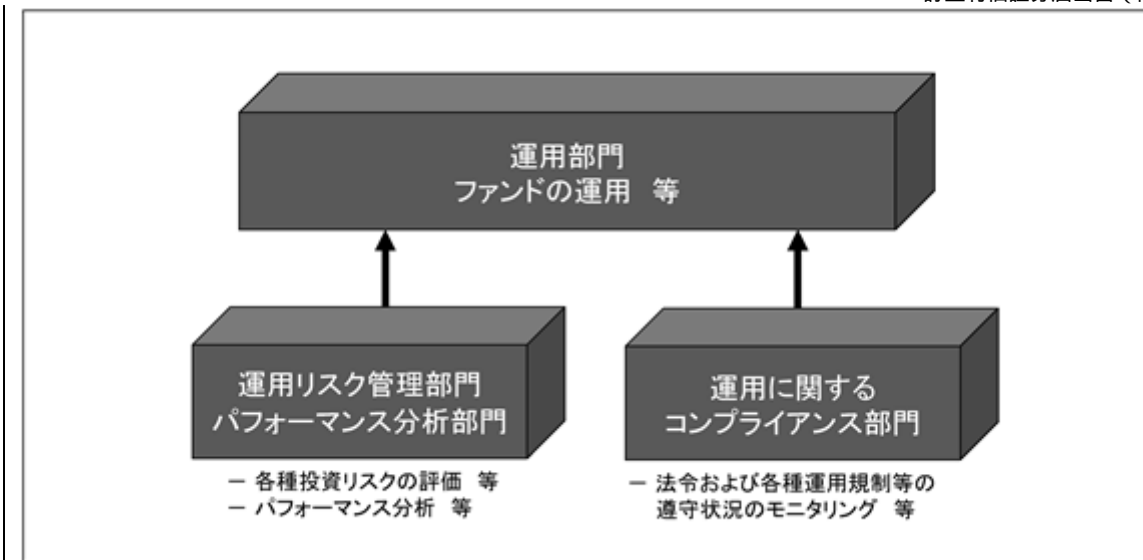 運用部門
ファンドの運用 等
運用リスク管理部門
パフォーマンス分析部門
－ 各種投資リスクの評価 等
－ パフォーマンス分析 等
運用に関する
コンプライアンス部門
－ 法令および各種運用規制等の
遵守状況のモニタリング 等